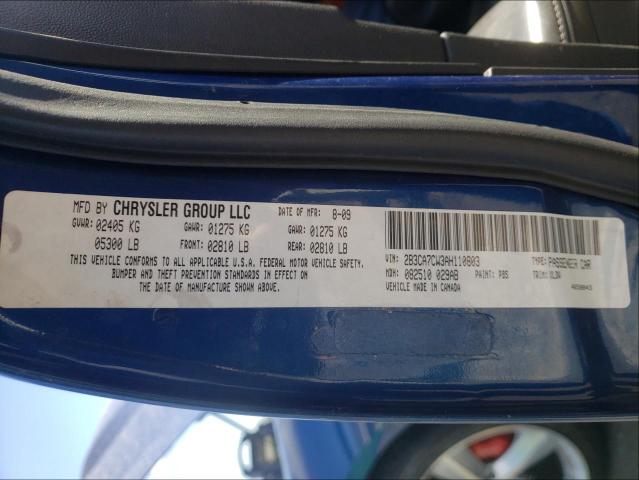 MFD BY CHRYSLER GROUP LLC DATE OF MFR: 8-09
GVWR: 02405 KG GAWR: 01275 KG GAWR: 01275 KG
05300 LB FRONT: 02810 LB REAR: 02810 LB
THIS VEHICLE CONFORMS TO ALL APPLICABLE U.S.A. FEDERAL MOTOR VEHICLE SAFETY,
BUMPER AND THEFT PREVENTION STANDARDS IN EFFECT ON
THE DATE OF MANUFACTURE SHOWN ABOVE.
VIN: 2B3CA7CW3AH110803 TYPE: PASSENGER CAR
MDH: 082510 029AB PAINT: PBS TRIM: XLDV
VEHICLE MADE IN CANADA